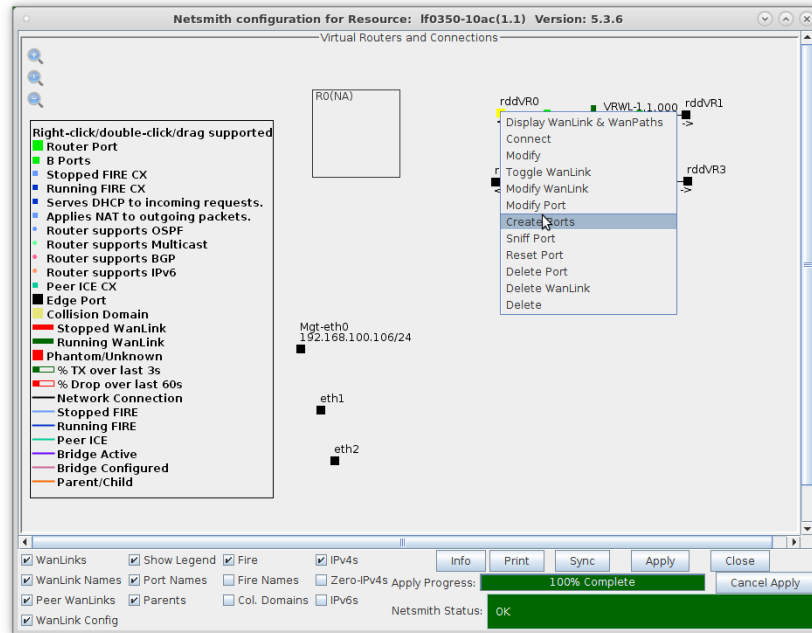 Netsmith configuration for Resource: lf0350-10ac(1.1) Version: 5.3.6
Virtual Routers and Connections
R0(NA)
rddVR0
VRWL-1.1.000
rddVR1
->
rddVR3
->
Right-click/double-click/drag supported
Router Port
B Ports
Stopped FIRE CX
Running FIRE CX
Serves DHCP to incoming requests.
Applies NAT to outgoing packets.
Router supports OSPF
Router supports Multicast
Router supports BGP
Router supports IPv6
Peer ICE CX
Edge Port
Collision Domain
Stopped WanLink
Running WanLink
Phantom/Unknown
% TX over last 3s
% Drop over last 60s
Network Connection
Stopped FIRE
Running FIRE
Peer ICE
Bridge Active
Bridge Configured
Parent/Child
Display WanLink & WanPaths
Connect
Modify
Toggle WanLink
Modify WanLink
Modify Port
Create Ports
Sniff Port
Reset Port
Delete Port
Delete WanLink
Delete
Mgt-eth0
192.168.100.106/24
eth1
eth2
WanLinks
Show Legend
Fire
IPv4s
Info
Print
Sync
Apply
Close
WanLink Names
Port Names
Fire Names
Zero-IPv4s
Apply Progress:
100% Complete
Cancel Apply
Peer WanLinks
Parents
Col. Domains
IPv6s
Netsmith Status:
OK
WanLink Config